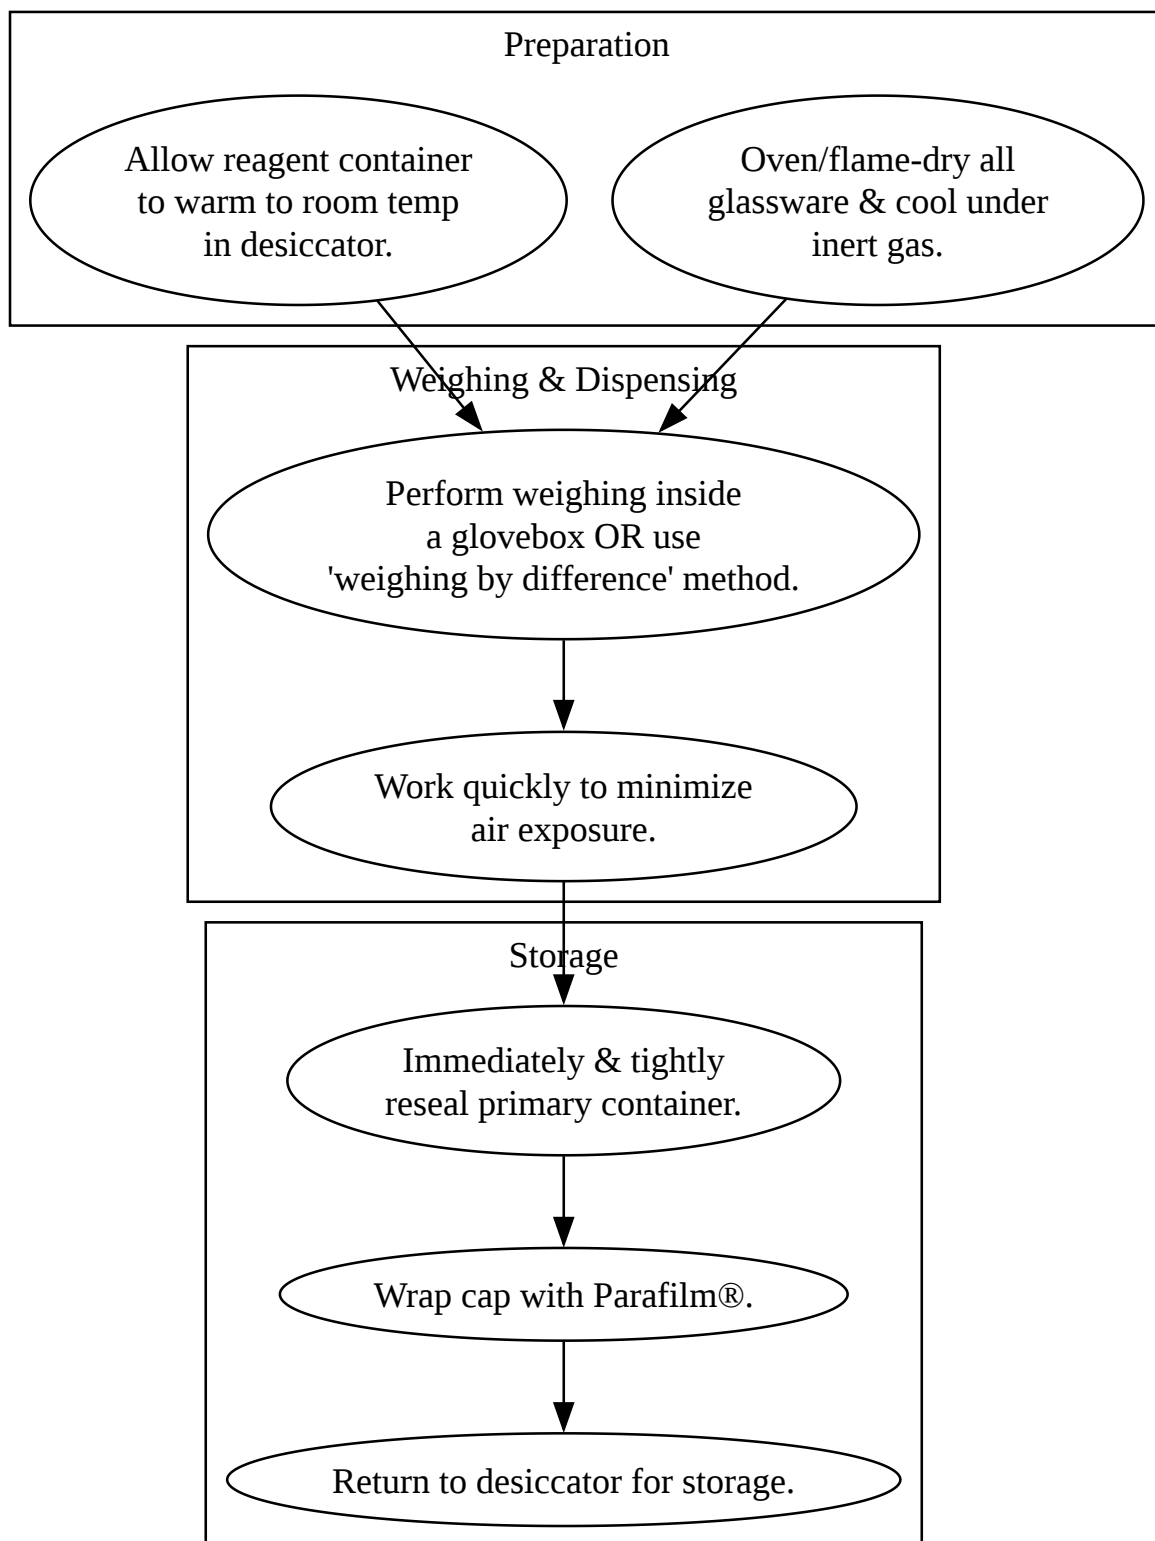 Preparation
Allow reagent container
to warm to room temp
in desiccator.
Oven/flame-dry all
glassware & cool under
inert gas.
Weighing & Dispensing
Perform weighing inside
a glovebox OR use
'weighing by difference' method.
Work quickly to minimize
air exposure.
Storage
Immediately & tightly
reseal primary container.
Wrap cap with Parafilm®.
Return to desiccator for storage.